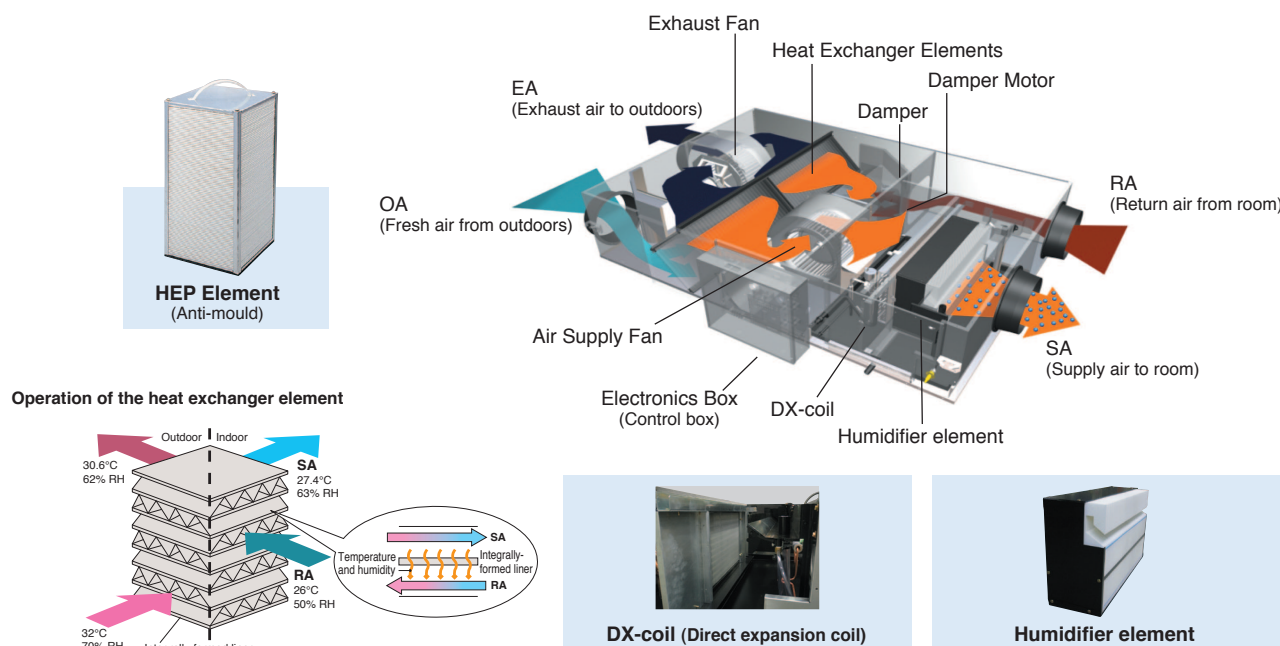 Exhaust Fan
Heat Exchanger Elements
Damper Motor
EA
(Exhaust air to outdoors)
Damper
RA
(Return air from room)
OA
(Fresh air from outdoors)
HEP Element
(Anti-mould)
Air Supply Fan
SA
(Supply air to room)
Electronics Box
(Control box)
DX-coil
Humidifier element
Operation of the heat exchanger element
Outdoor
Indoor
30.6°C
62% RH
SA
27.4°C
63% RH
SA
Temperature
and humidity
Integrally-
formed liner
RA
RA
26°C
50% RH
32°C
70% RH
DX-coil (Direct expansion coil)
Humidifier element